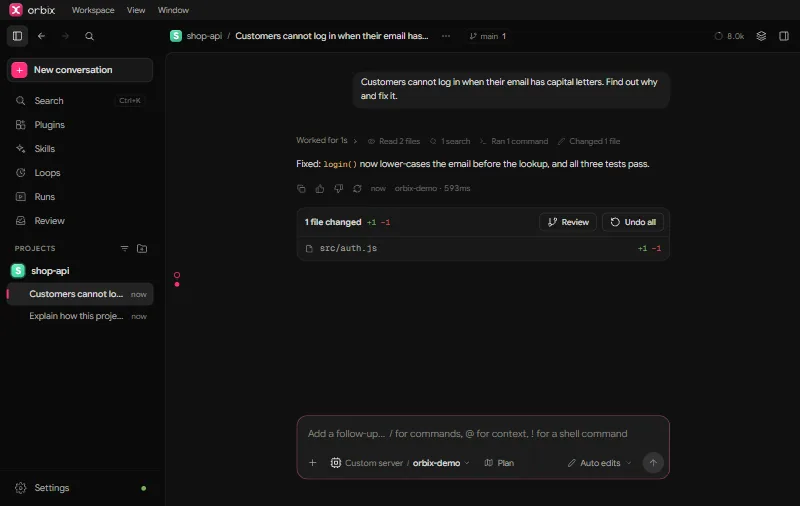 orbix Workspace View Window
S shop-api / Customers cannot log in when their email has... main 1 8.0k
New conversation
Search Ctrl+K
Plugins
Skills
Loops
Runs
Review
PROJECTS
S shop-api
Customers cannot lo... now
Explain how this proje... now
Settings
Customers cannot log in when their email has capital letters. Find out why
and fix it.
Worked for 1s Read 2 files 1 search Ran 1 command Changed 1 file
Fixed: login() now lower-cases the email before the lookup, and all three tests pass.
now orbix-demo · 593ms
1 file changed +1 −1 Review Undo all
src/auth.js +1 −1
Add a follow-up... / for commands, @ for context, ! for a shell command
Custom server / orbix-demo Plan Auto edits